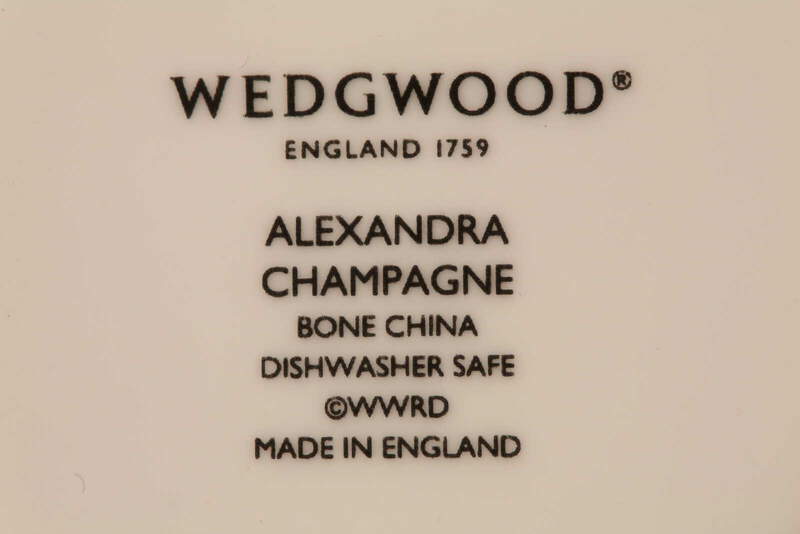 WEDGWOOD®
ENGLAND 1759
ALEXANDRA
CHAMPAGNE
BONE CHINA
DISHWASHER SAFE
©WWRD
MADE IN ENGLAND